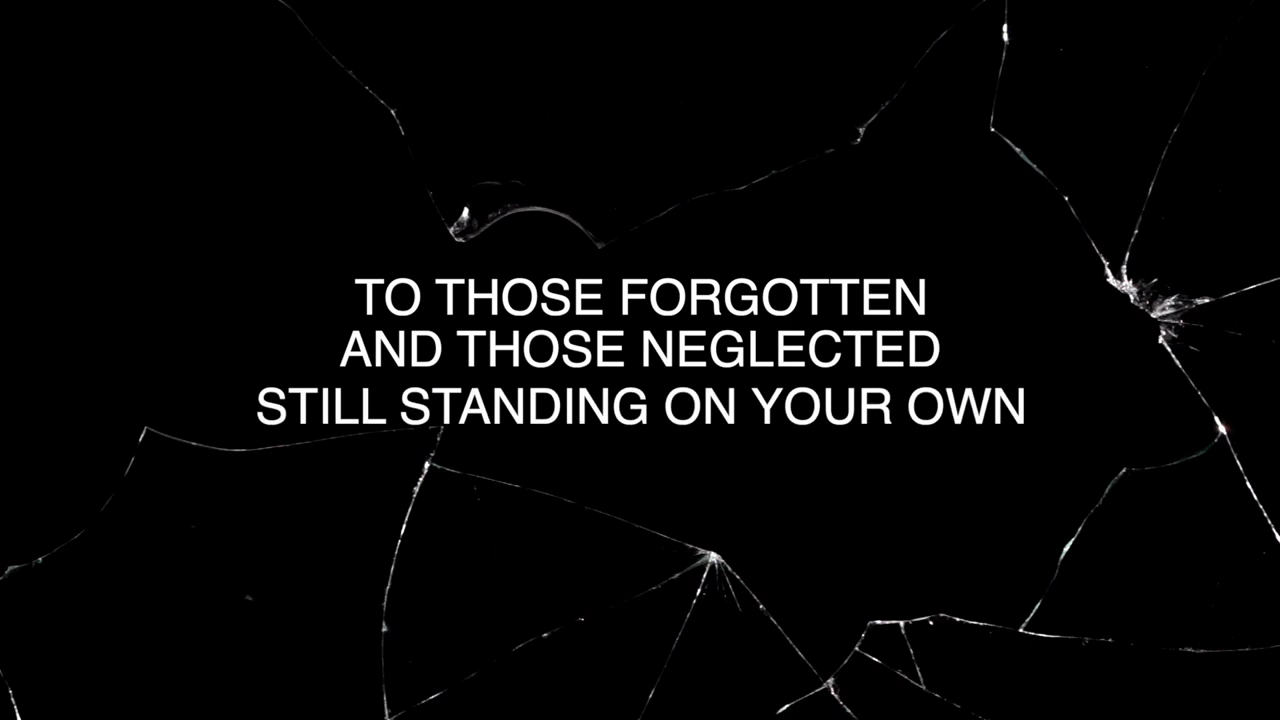 TO THOSE FORGOTTEN
AND THOSE NEGLECTED
STILL STANDING ON YOUR OWN